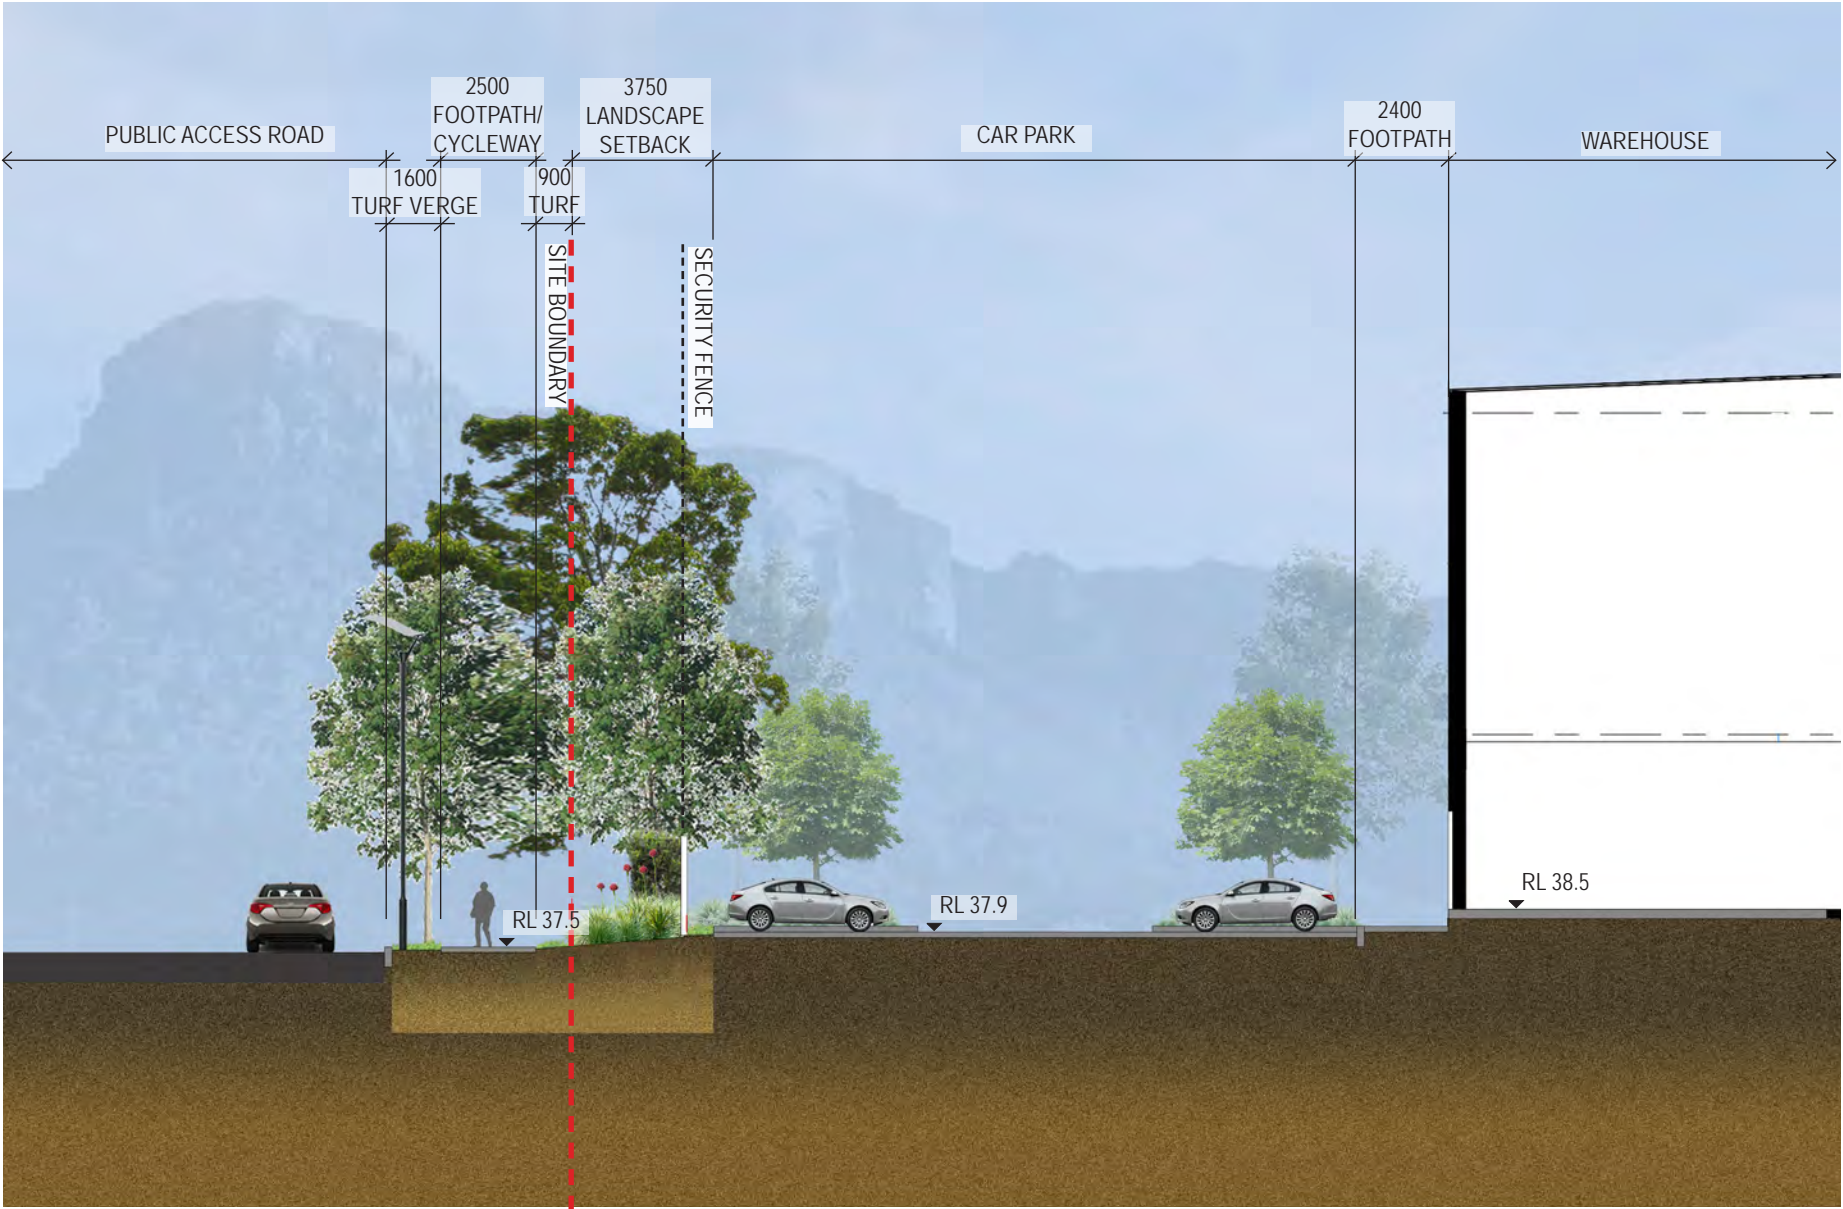 PUBLIC ACCESS ROAD
2500
FOOTPATH/
CYCLEWAY
3750
LANDSCAPE
SETBACK
CAR PARK
2400
FOOTPATH
WAREHOUSE
1600
TURF VERGE
900
TURF
SITE BOUNDARY
SECURITY FENCE
RL 37.5
RL 37.9
RL 38.5